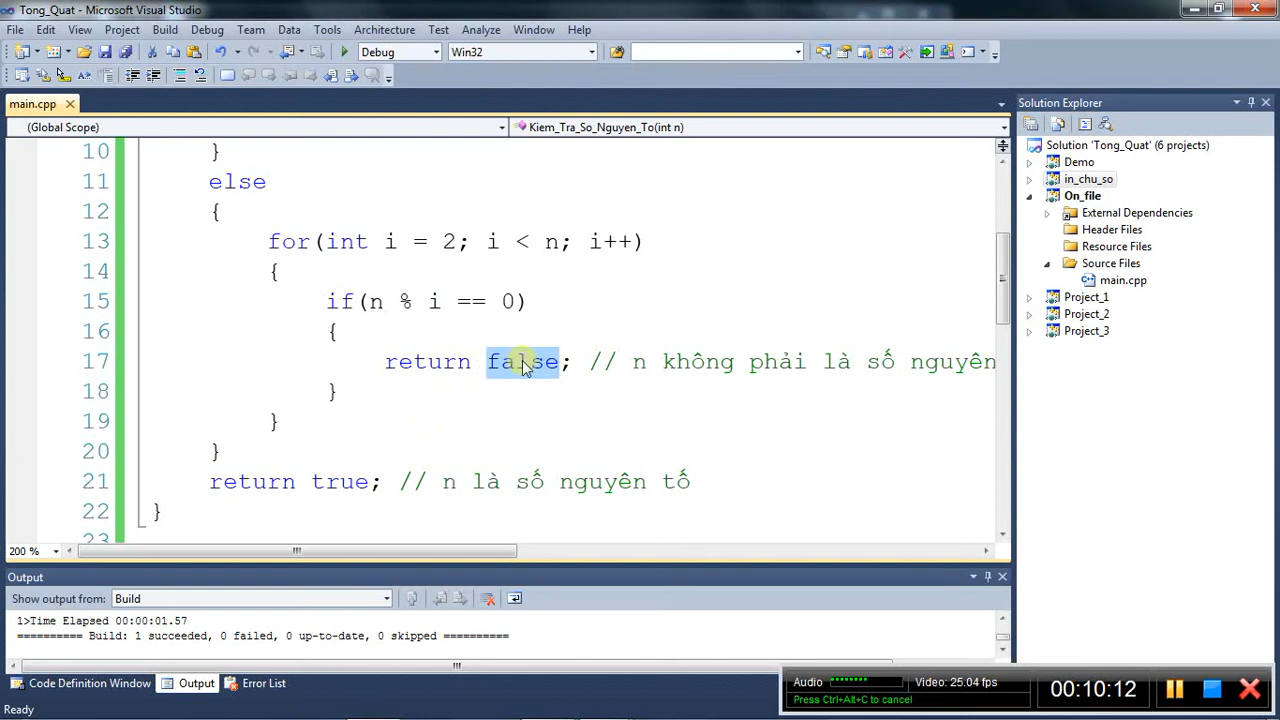 Tong_Quat - Microsoft Visual Studio
File Edit View Project Build Debug Team Data Tools Architecture Test Analyze Window Help
Debug Win32
main.cpp
(Global Scope) Kiem_Tra_So_Nguyen_To(int n)
10 }
11 else
12 {
13 for(int i = 2; i < n; i++)
14 {
15 if(n % i == 0)
16 {
17 return false; // n không phải là số nguyên
18 }
19 }
20 }
21 return true; // n là số nguyên tố
22 }
23
200 %
Solution Explorer
Solution 'Tong_Quat' (6 projects)
Demo
in_chu_so
On_file
External Dependencies
Header Files
Resource Files
Source Files
main.cpp
Project_1
Project_2
Project_3
Output
Show output from: Build
1>Time Elapsed 00:00:01.57
========== Build: 1 succeeded, 0 failed, 0 up-to-date, 0 skipped ==========
Code Definition Window Output Error List
Ready
Audio Video: 25.04 fps
Press Ctrl+Alt+C to cancel
00:10:12